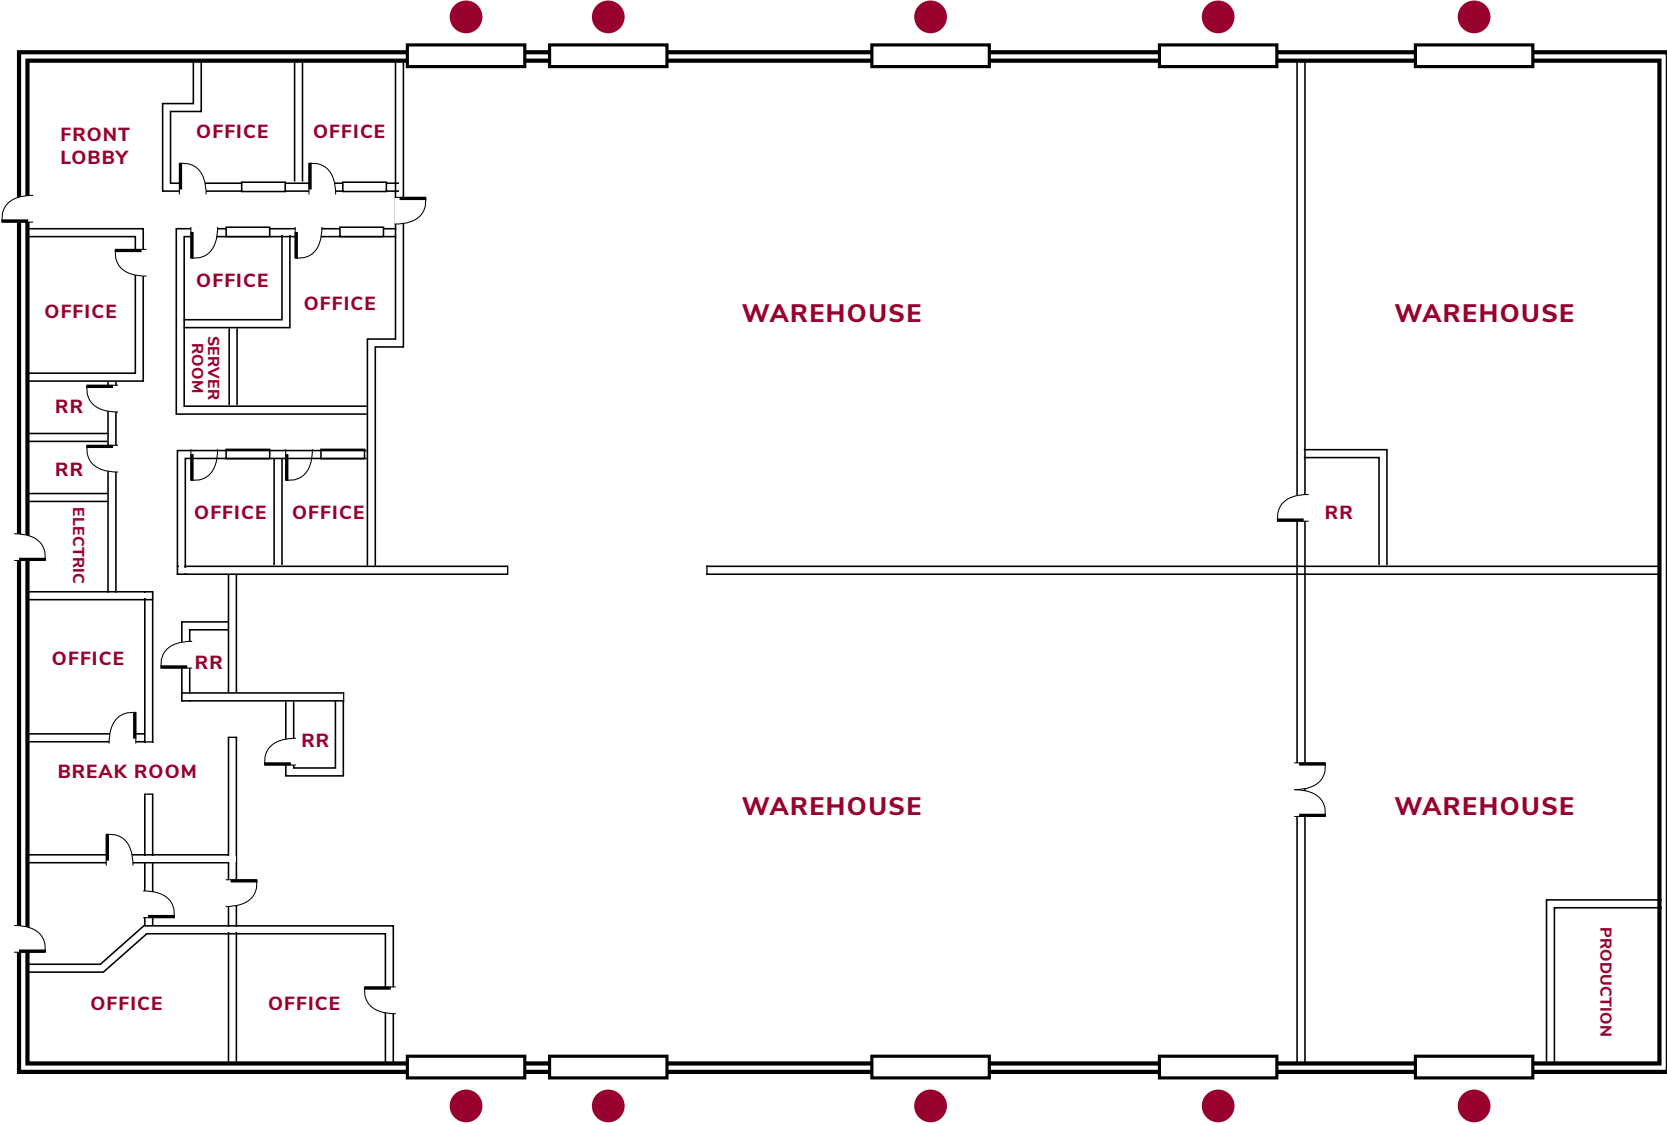 FRONT
LOBBY
OFFICE
OFFICE
OFFICE
OFFICE
OFFICE
SERVER
ROOM
WAREHOUSE
WAREHOUSE
RR
RR
ELECTRIC
OFFICE
OFFICE
RR
OFFICE
RR
RR
BREAK ROOM
WAREHOUSE
WAREHOUSE
OFFICE
OFFICE
PRODUCTION